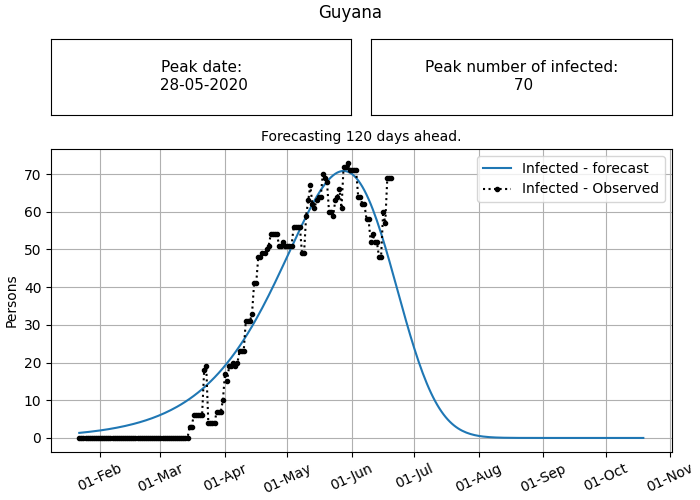 Guyana
Peak date:
28-05-2020
Peak number of infected:
70
Forecasting 120 days ahead.
Infected - forecast
Infected - Observed
Persons
70
60
50
40
30
20
10
0
01-Feb
01-Mar
01-Apr
01-May
01-Jun
01-Jul
01-Aug
01-Sep
01-Oct
01-Nov